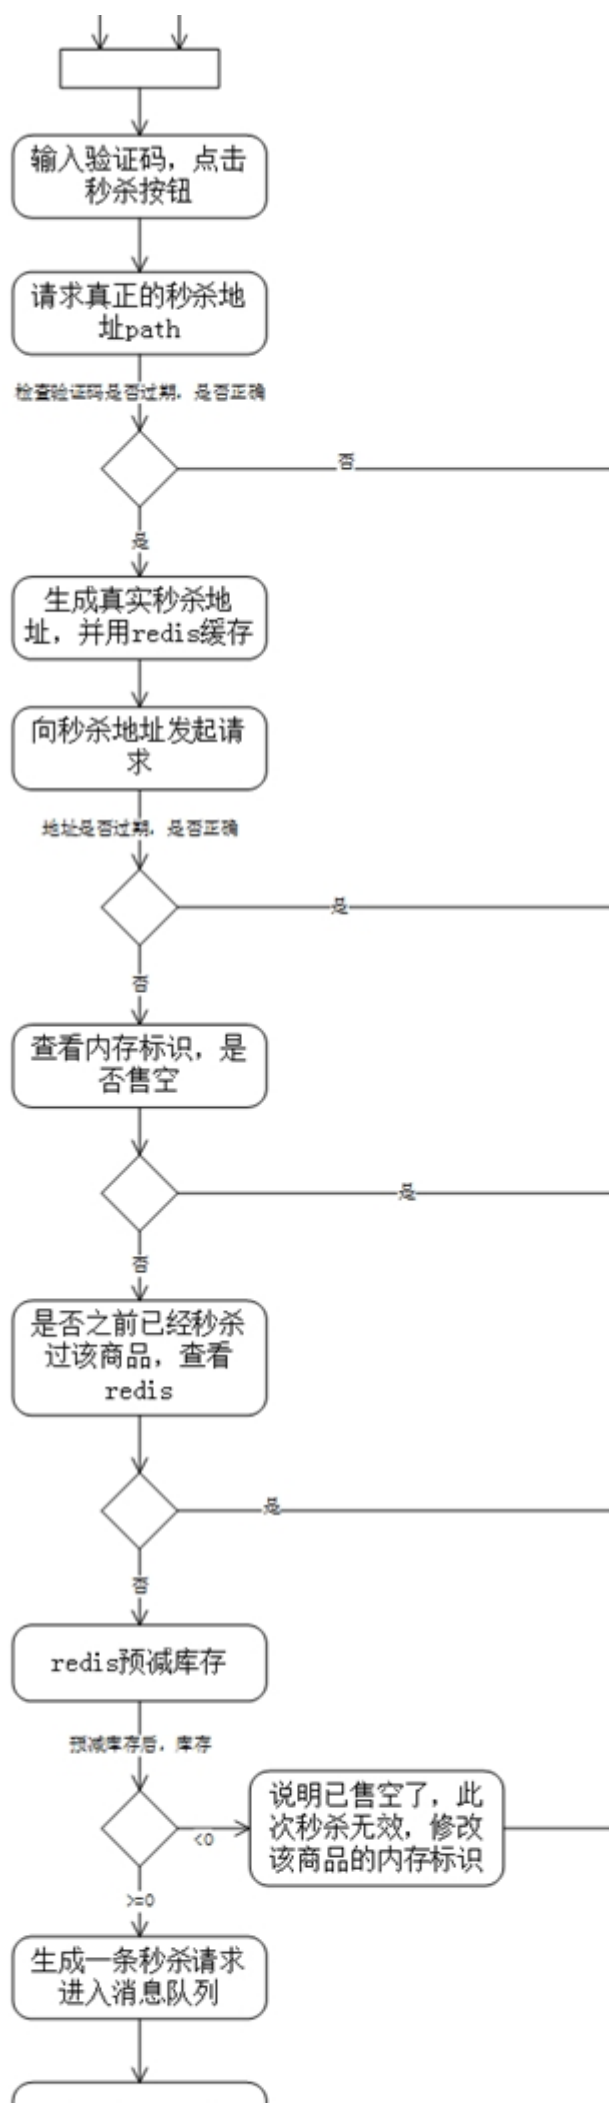 输入验证码，点击
秒杀按钮
请求真正的秒杀地
址path
检查验证码是否过期，是否正确
否
是
生成真实秒杀地
址，并用redis缓存
向秒杀地址发起请
求
地址是否过期，是否正确
是
否
查看内存标识，是
否售空
是
否
是否之前已经秒杀
过该商品，查看
redis
是
否
redis预减库存
预减库存后，库存
说明已售空了，此
次秒杀无效，修改
该商品的内存标识
<0
>=0
生成一条秒杀请求
进入消息队列